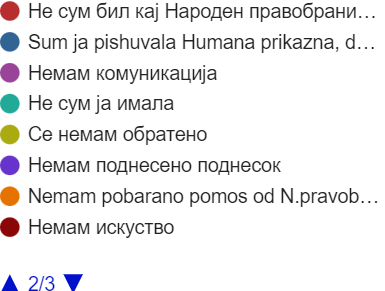 Не сум бил кај Народен правобрани…
Sum ja pishuvala Humana prikazna, d…
Немам комуникација
Не сум ја имала
Се немам обратено
Немам поднесено поднесок
Nemam pobarano pomos od N.pravob…
Немам искуство
2/3